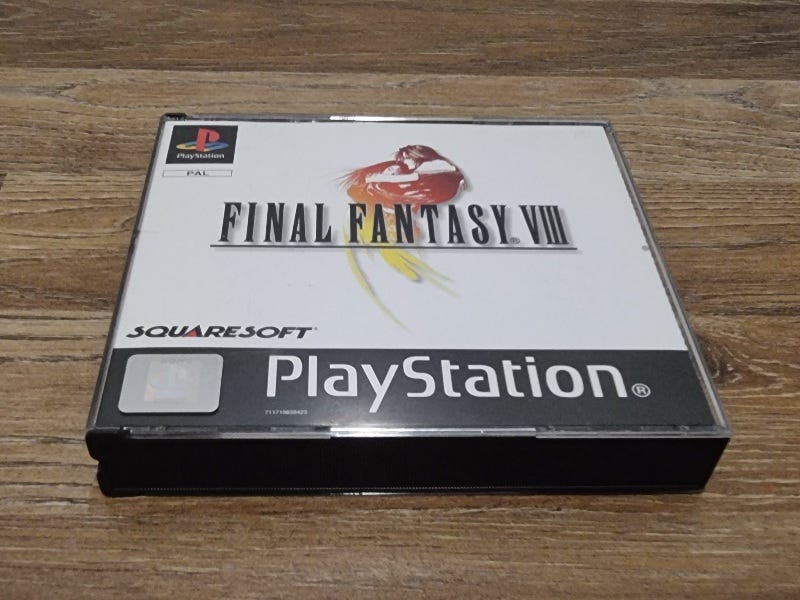 PlayStation
PAL
FINAL FANTASY® VIII
SQUARESOFT
PlayStation®